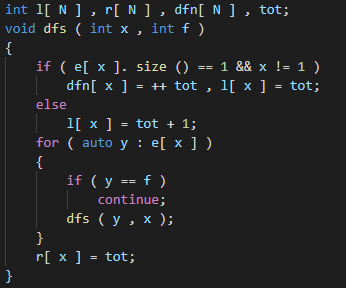 int l[ N ] , r[ N ] , dfn[ N ] , tot;
void dfs ( int x , int f )
{
    if ( e[ x ]. size () == 1 && x != 1 )
        dfn[ x ] = ++ tot , l[ x ] = tot;
    else
        l[ x ] = tot + 1;
    for ( auto y : e[ x ] )
    {
        if ( y == f )
            continue;
        dfs ( y , x );
    }
    r[ x ] = tot;
}